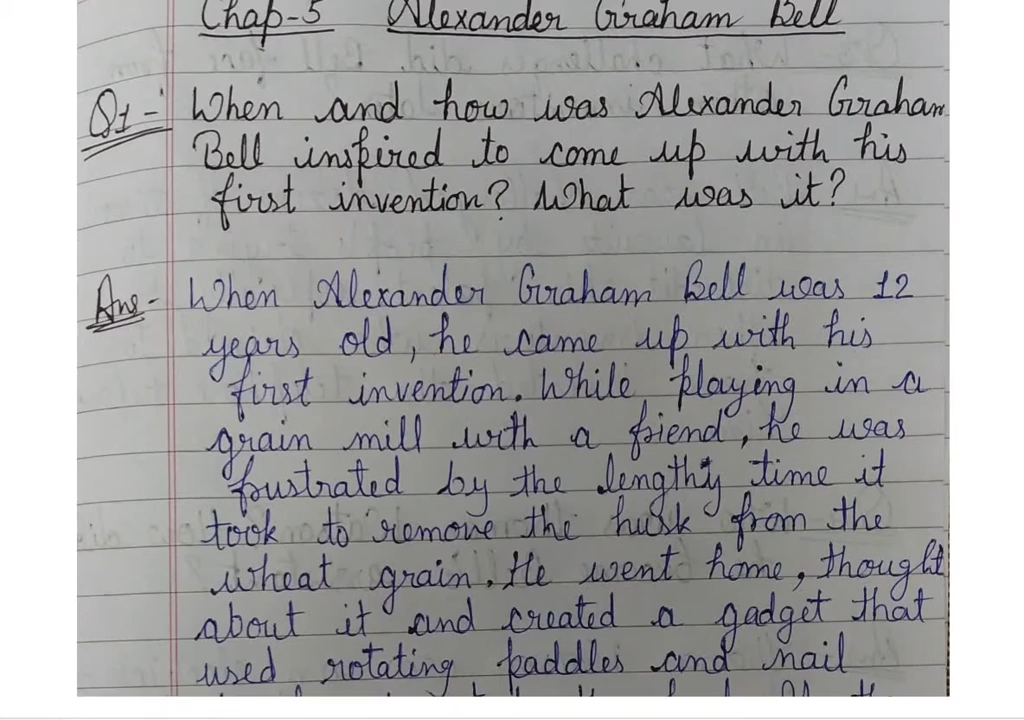 Chap-5 Alexander Graham Bell
Q1- When and how was Alexander Graham
Bell inspired to come up with his
first invention? What was it?
Ans- When Alexander Graham Bell was 12
years old, he came up with his
first invention. While playing in a
grain mill with a friend, he was
frustrated by the lengthy time it
took to remove the husk from the
wheat grain. He went home, thought
about it and created a gadget that
used rotating paddles and nail